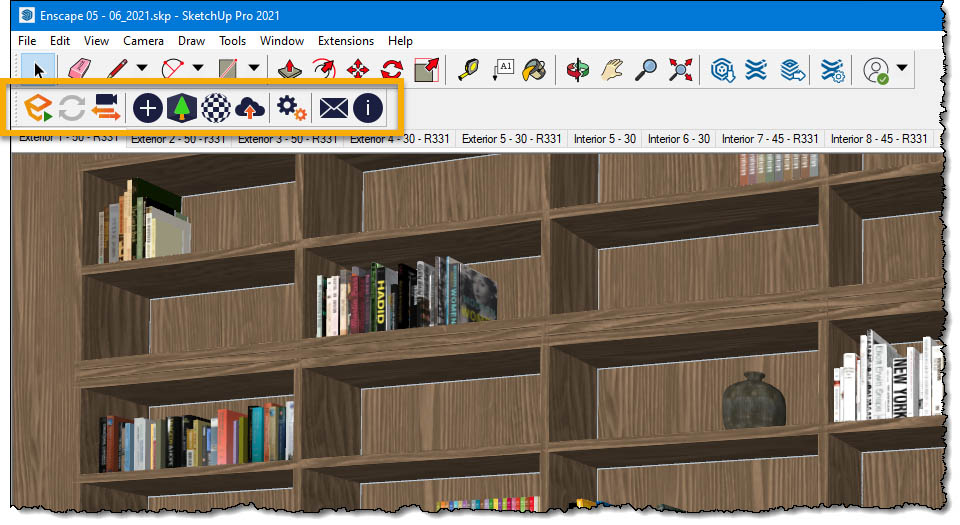 Enscape 05 - 06_2021.skp - SketchUp Pro 2021
File Edit View Camera Draw Tools Window Extensions Help
A1
i
Exterior 1 - 50 - R331 Exterior 2 - 50 - r331 Exterior 3 - 50 - R331 Exterior 4 - 30 - R331 Exterior 5 - 30 - R331 Interior 5 - 30 Interior 6 - 30 Interior 7 - 45 - R331 Interior 8 - 45 - R331
HADID
WOMEN
NEW YORK